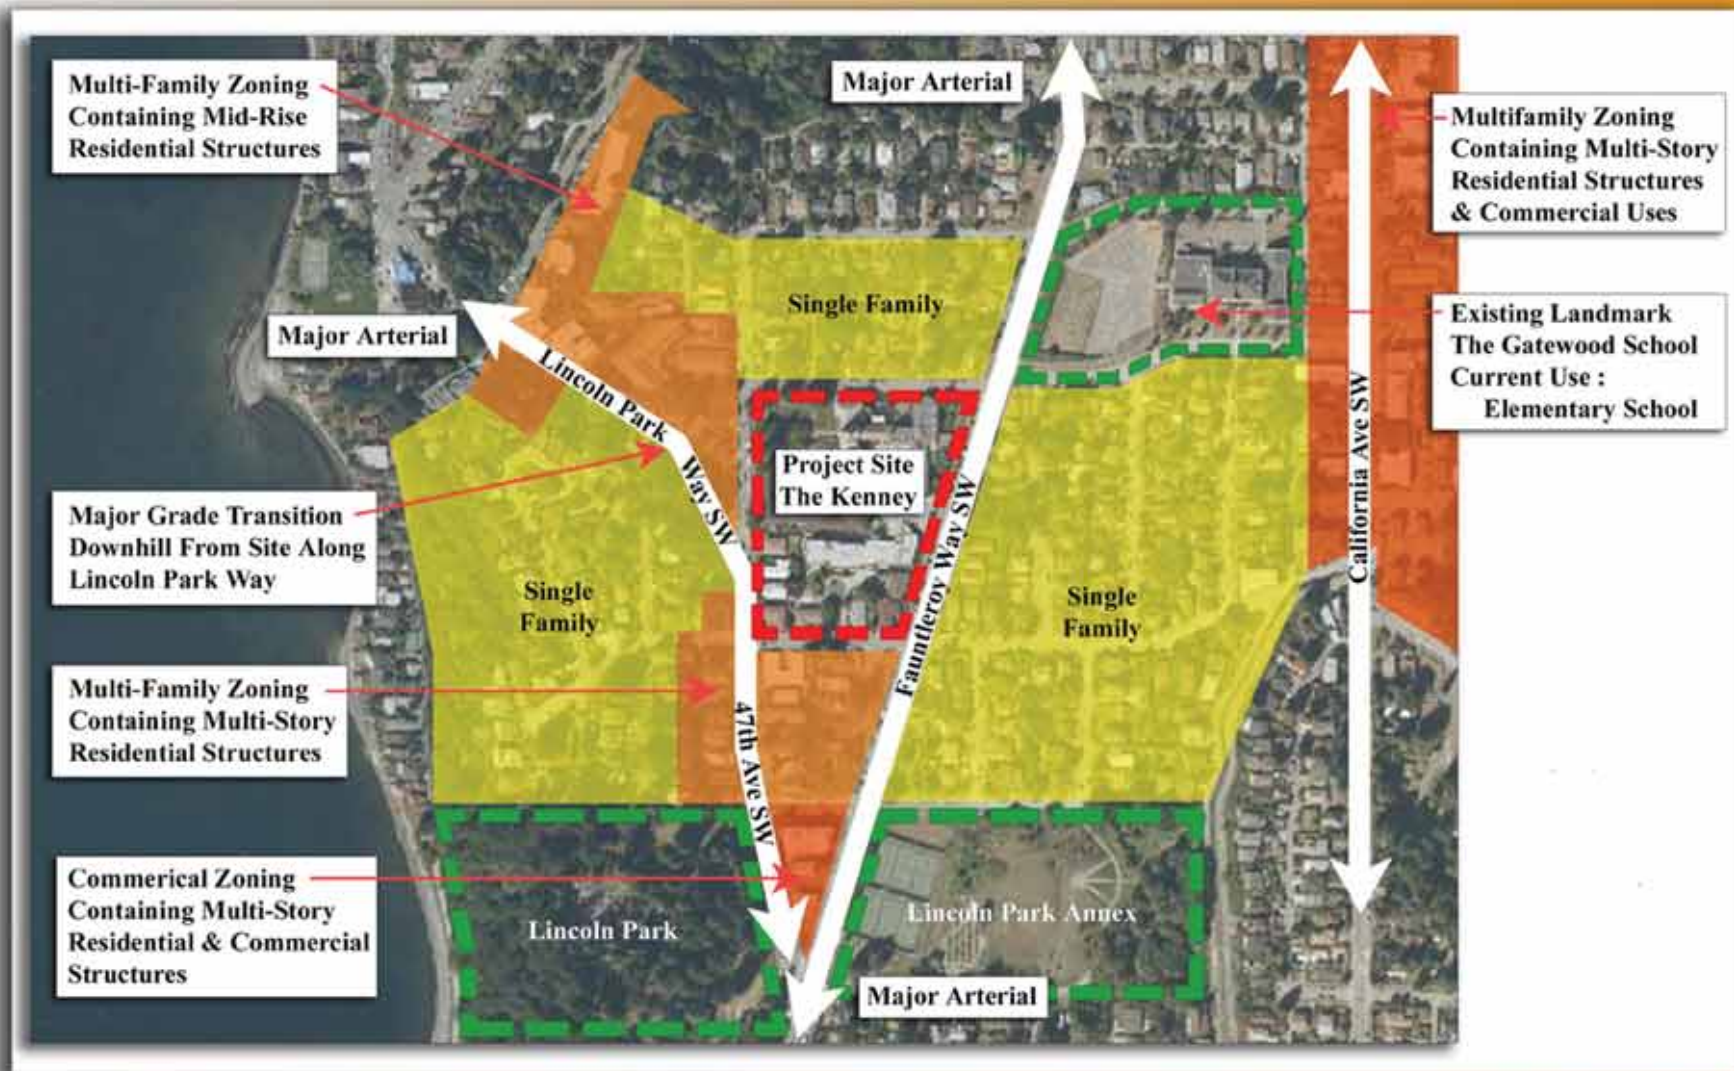 Multi-Family Zoning
Containing Mid-Rise
Residential Structures
Major Arterial
Multifamily Zoning
Containing Multi-Story
Residential Structures
& Commercial Uses
Single Family
Major Arterial
Existing Landmark
The Gatewood School
Current Use :
Elementary School
Lincoln Park
Way SW
Project Site
The Kenney
California Ave SW
Major Grade Transition
Downhill From Site Along
Lincoln Park Way
Single
Family
Fauntleroy Way SW
Single
Family
Multi-Family Zoning
Containing Multi-Story
Residential Structures
47th Ave SW
Commerical Zoning
Containing Multi-Story
Residential & Commercial
Structures
Lincoln Park
Lincoln Park Annex
Major Arterial